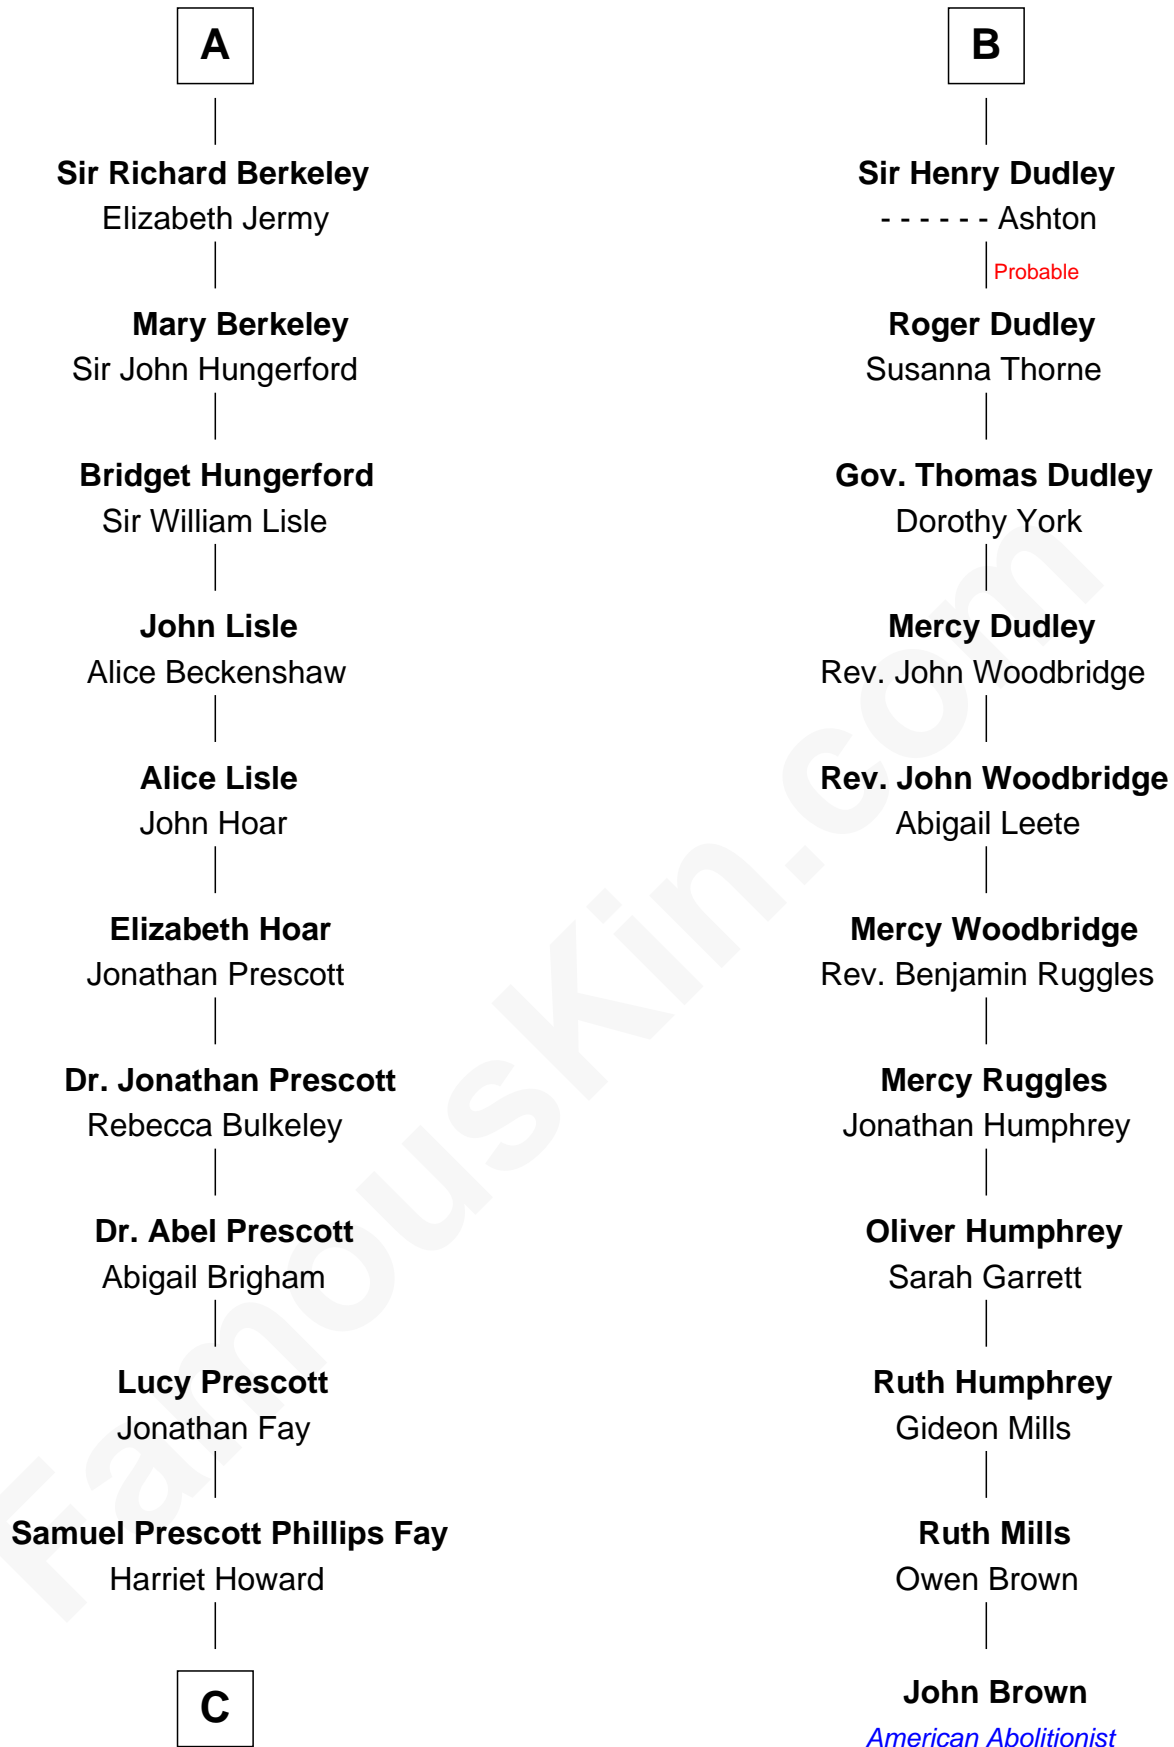 A
Sir Richard Berkeley
Elizabeth Jermy
Mary Berkeley
Sir John Hungerford
Bridget Hungerford
Sir William Lisle
John Lisle
Alice Beckenshaw
Alice Lisle
John Hoar
Elizabeth Hoar
Jonathan Prescott
Dr. Jonathan Prescott
Rebecca Bulkeley
Dr. Abel Prescott
Abigail Brigham
Lucy Prescott
Jonathan Fay
Samuel Prescott Phillips Fay
Harriet Howard
C
B
Sir Henry Dudley
- - - - - - Ashton
Probable
Roger Dudley
Susanna Thorne
Gov. Thomas Dudley
Dorothy York
Mercy Dudley
Rev. John Woodbridge
Rev. John Woodbridge
Abigail Leete
Mercy Woodbridge
Rev. Benjamin Ruggles
Mercy Ruggles
Jonathan Humphrey
Oliver Humphrey
Sarah Garrett
Ruth Humphrey
Gideon Mills
Ruth Mills
Owen Brown
John Brown
American Abolitionist
FamousKin.com